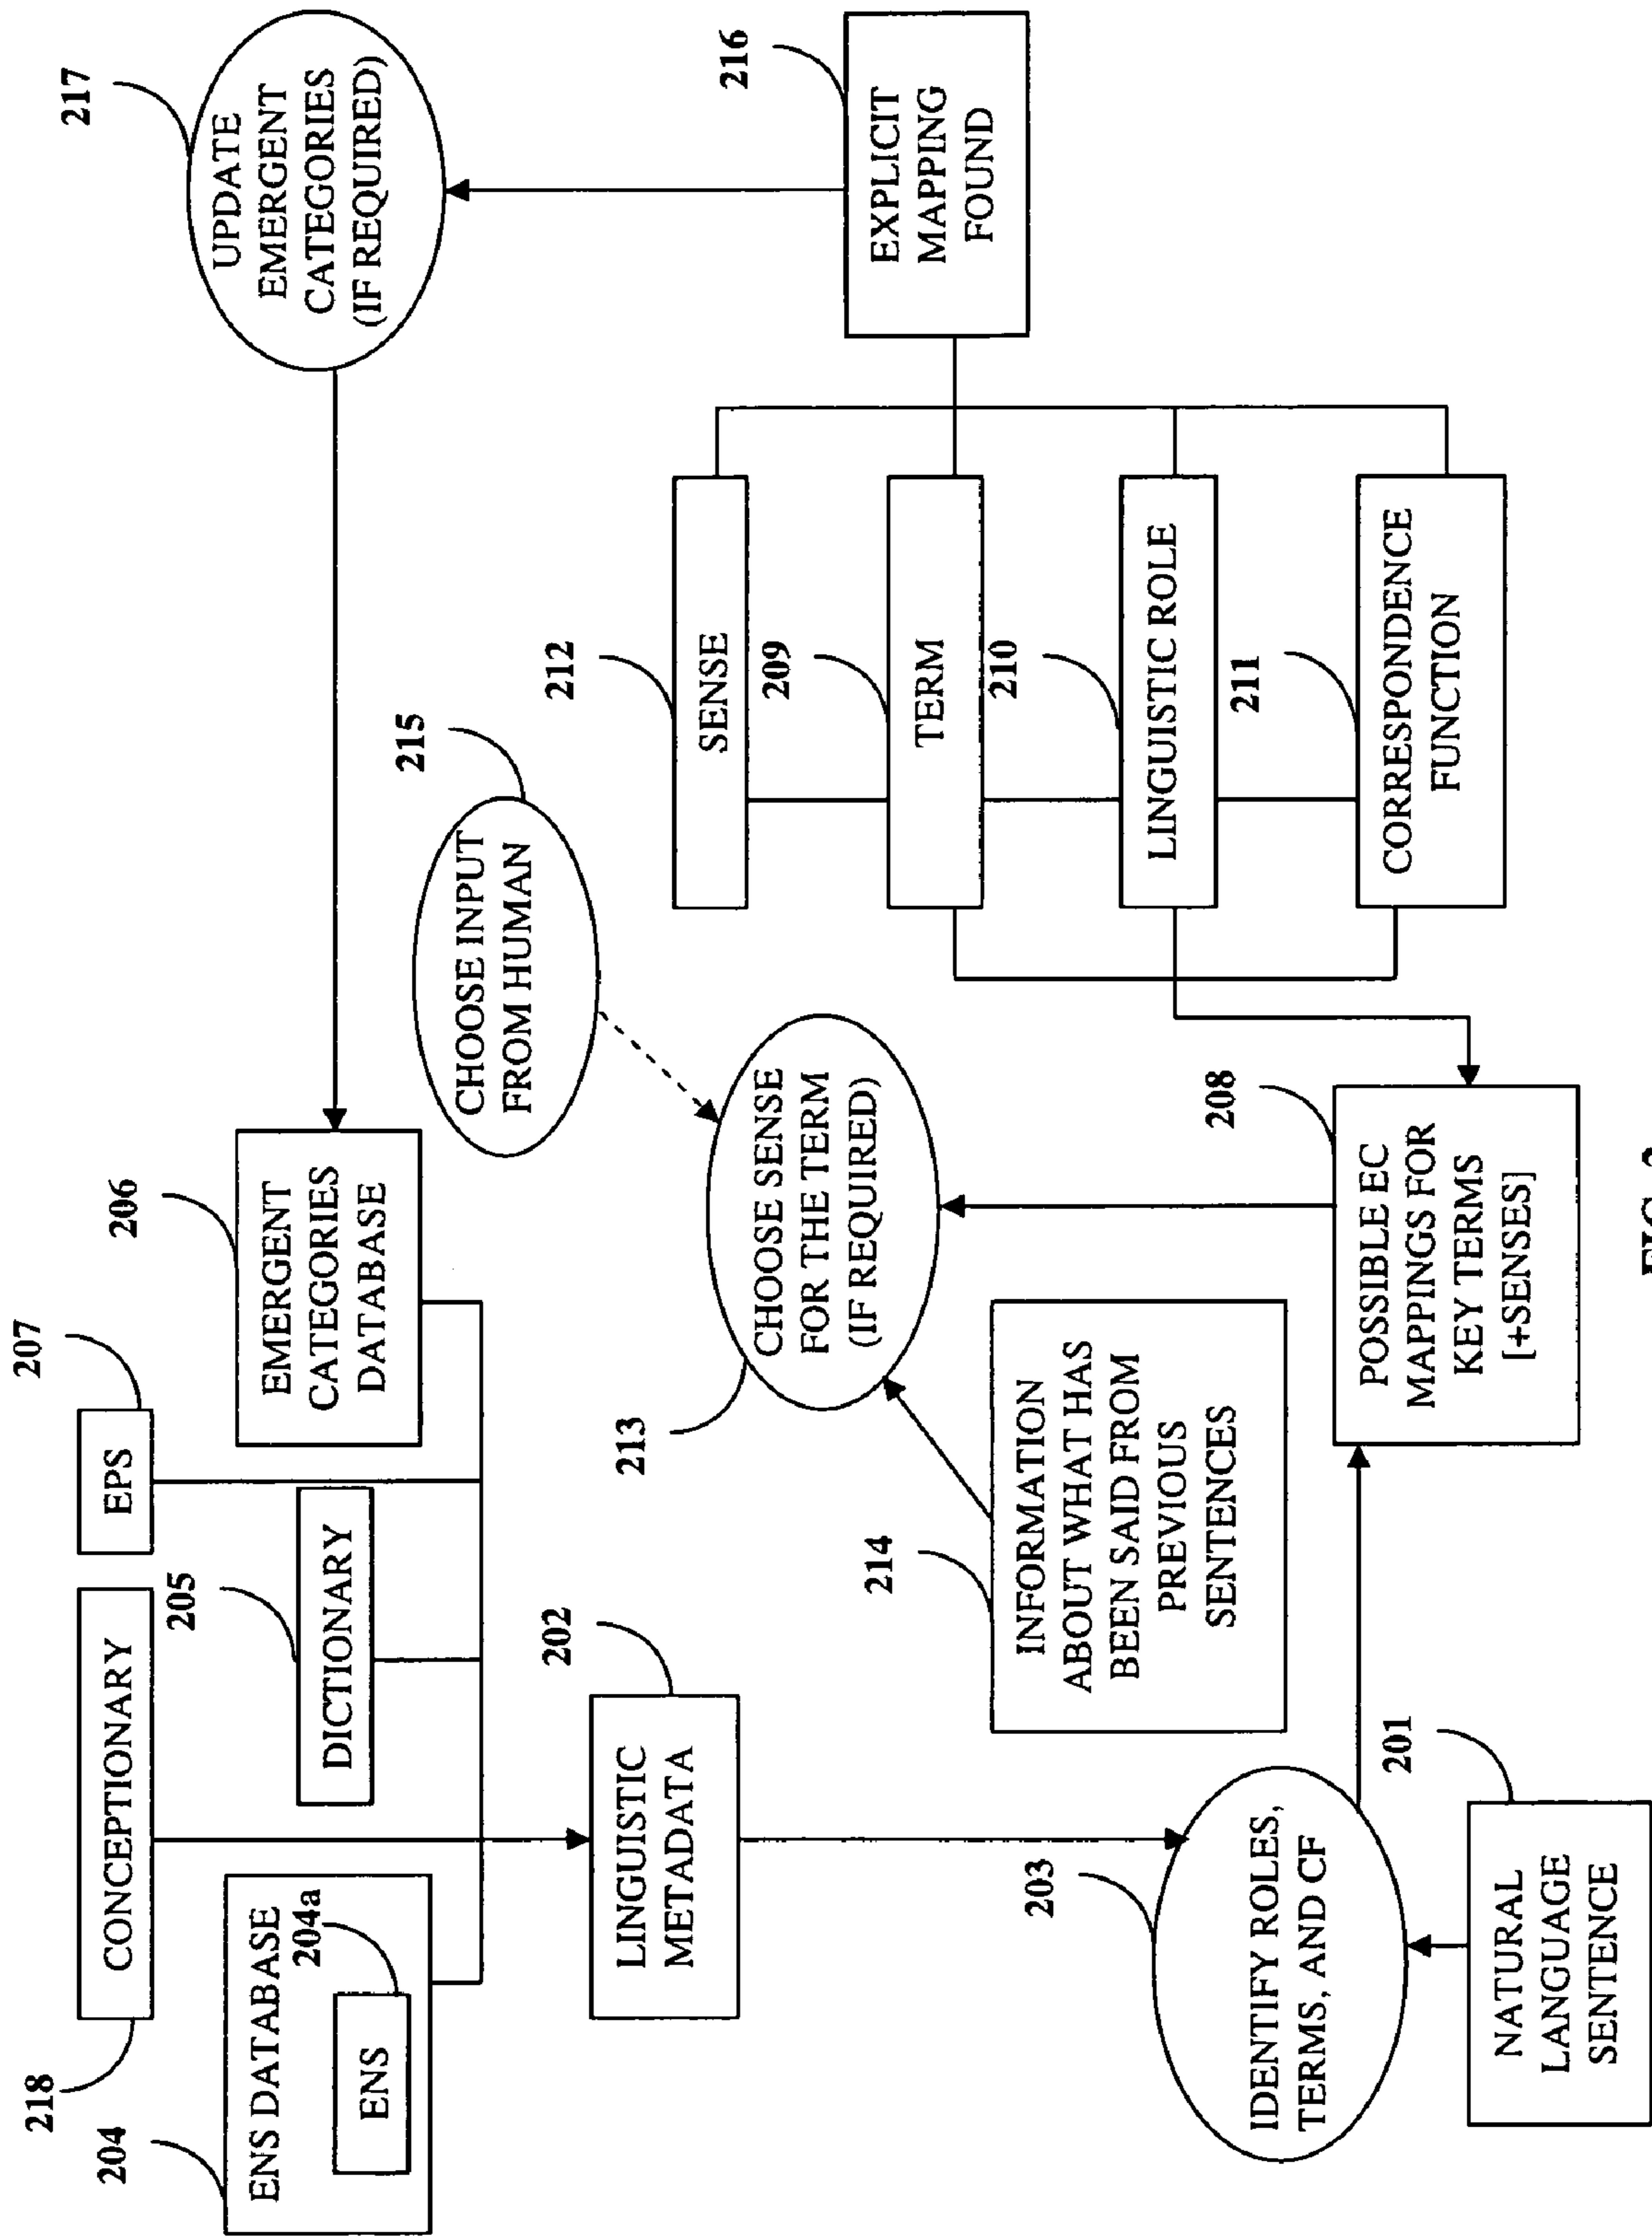 218
207
204
CONCEPTIONARY
EPS
206
217
205
ENS DATABASE
204a
ENS
DICTIONARY
EMERGENT
CATEGORIES
DATABASE
UPDATE
EMERGENT
CATEGORIES
(IF REQUIRED)
202
LINGUISTIC
METADATA
215
CHOOSE INPUT
FROM HUMAN
213
CHOOSE SENSE
FOR THE TERM
(IF REQUIRED)
212
SENSE
216
EXPLICIT
MAPPING
FOUND
209
TERM
214
INFORMATION
ABOUT WHAT HAS
BEEN SAID FROM
PREVIOUS
SENTENCES
210
LINGUISTIC ROLE
203
IDENTIFY ROLES,
TERMS, AND CF
208
211
CORRESPONDENCE
FUNCTION
POSSIBLE EC
MAPPINGS FOR
KEY TERMS
[+SENSES]
201
NATURAL
LANGUAGE
SENTENCE
FIG.